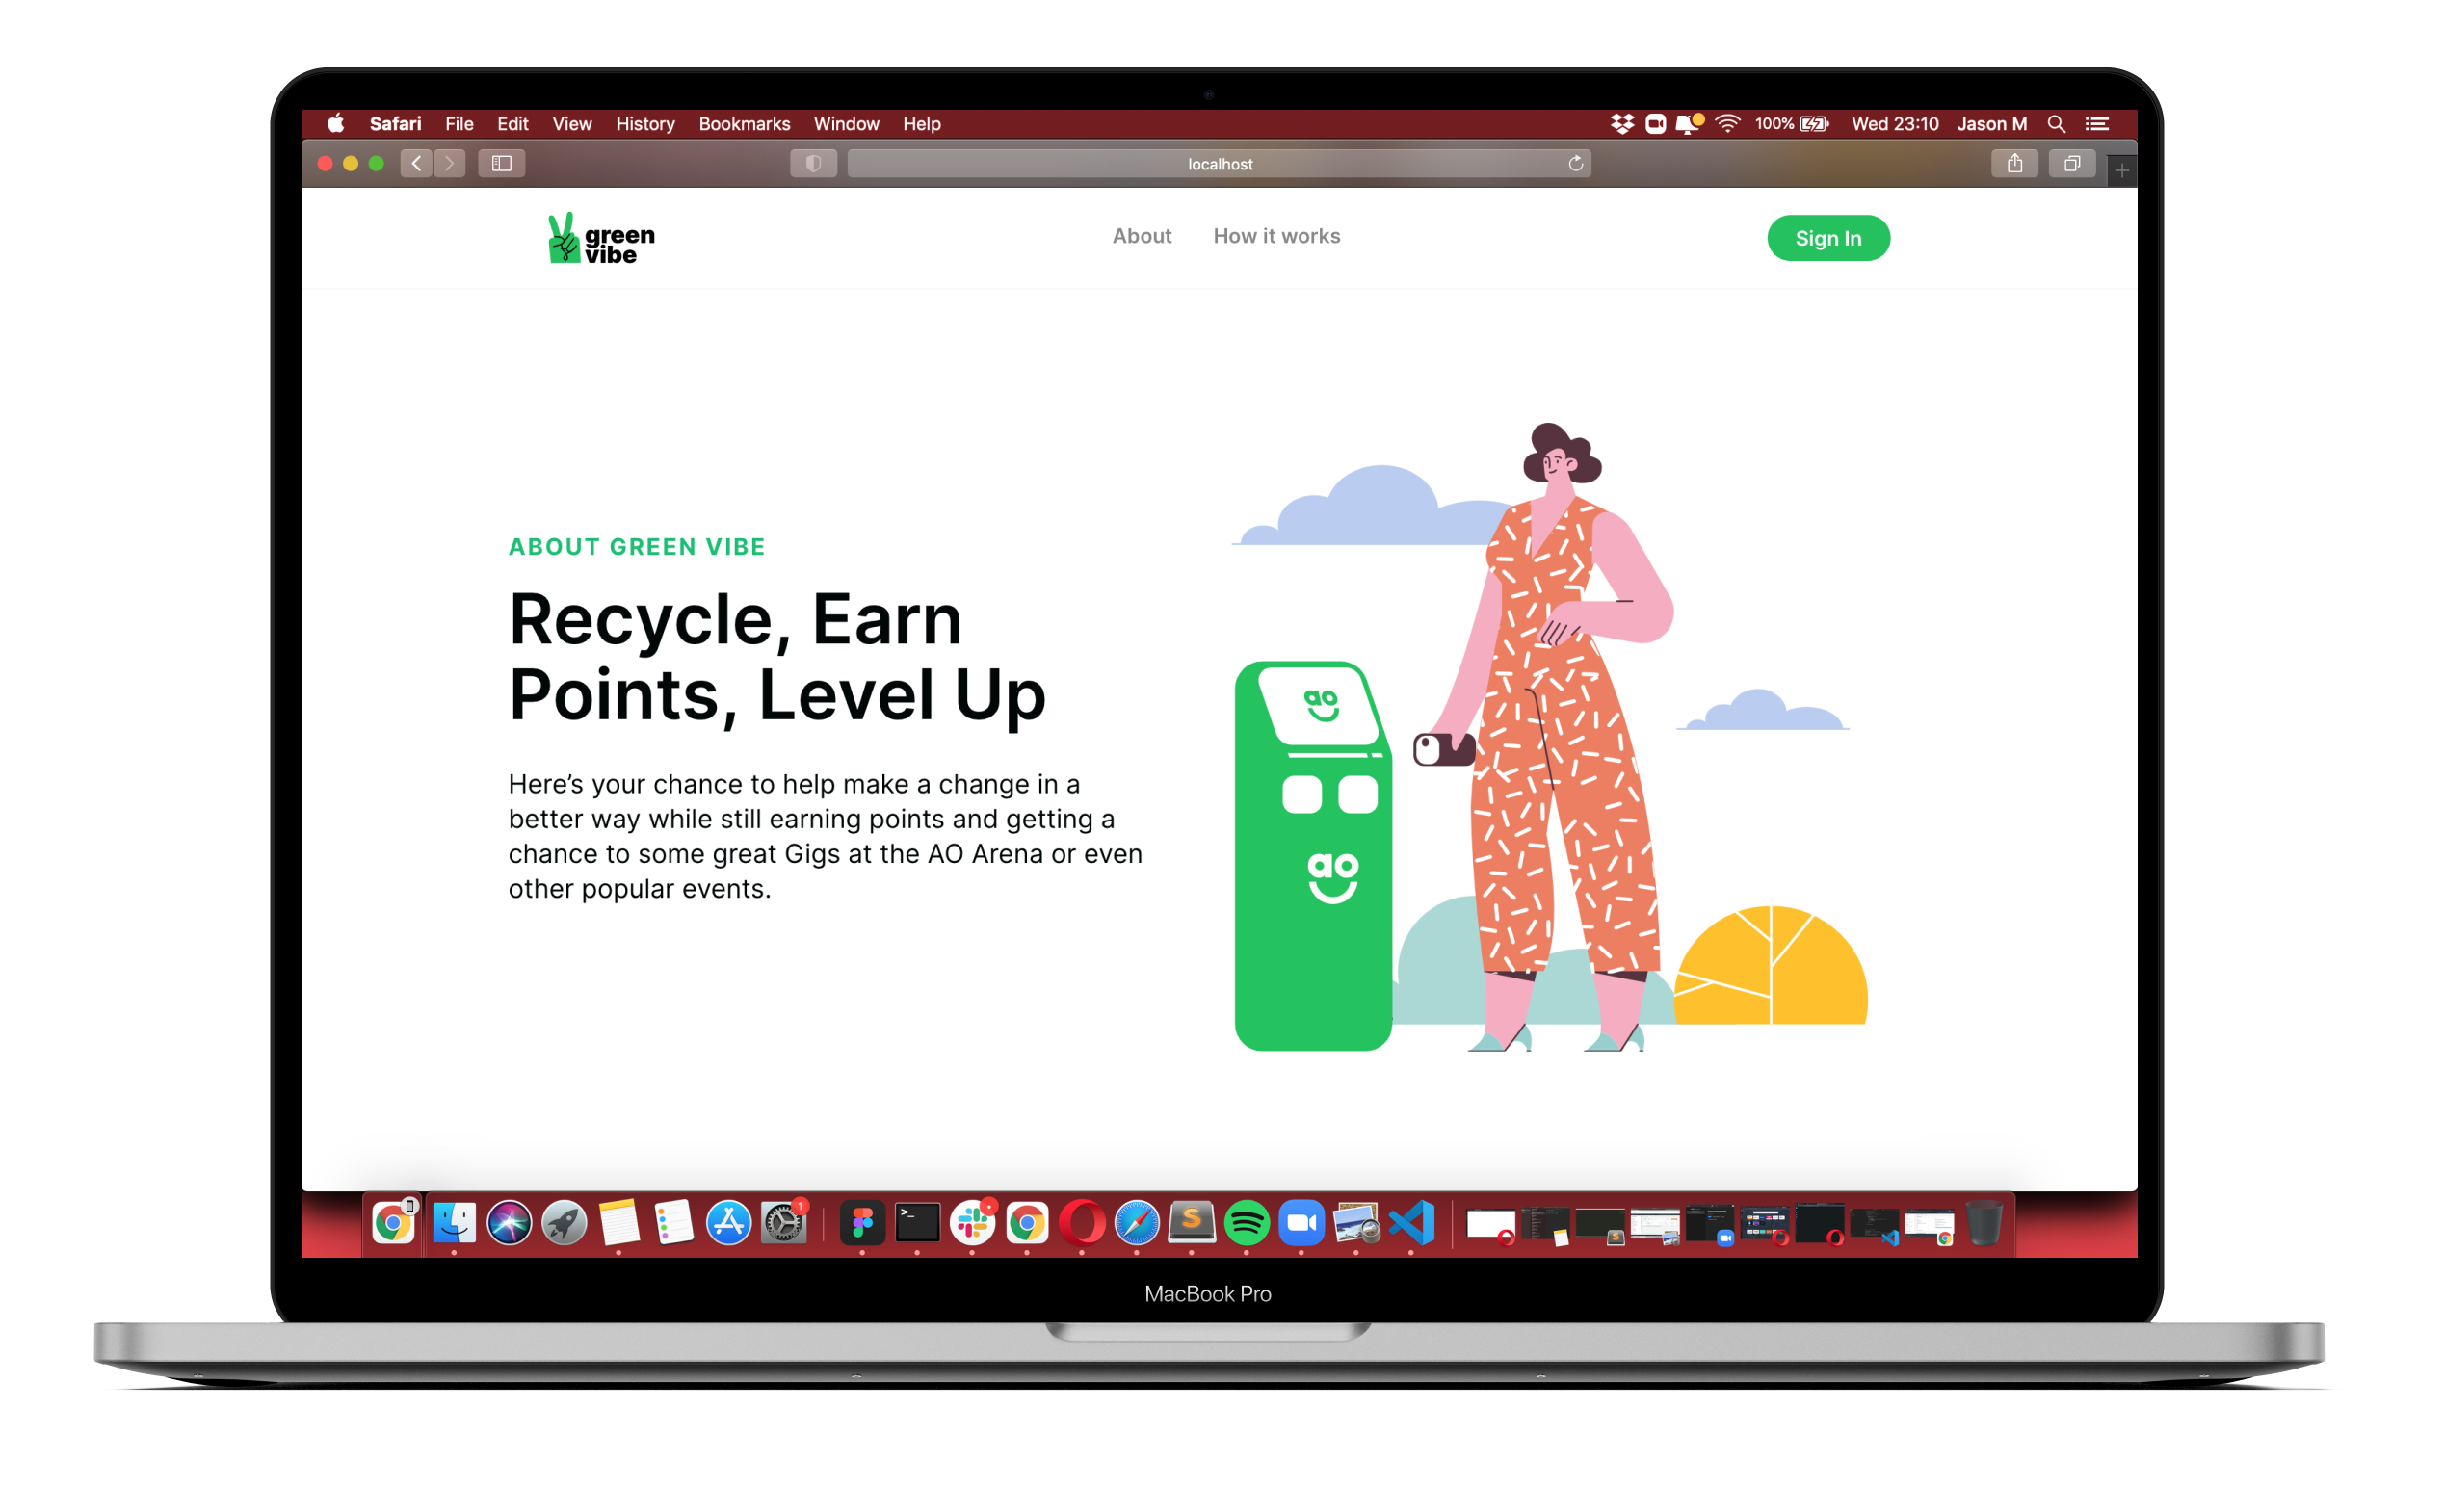 Safari File Edit View History Bookmarks Window Help 100% Wed 23:10 Jason M
localhost
green
vibe
About How it works Sign In
ABOUT GREEN VIBE
Recycle, Earn
Points, Level Up
Here’s your chance to help make a change in a
better way while still earning points and getting a
chance to some great Gigs at the AO Arena or even
other popular events.
ao
ao
1
MacBook Pro